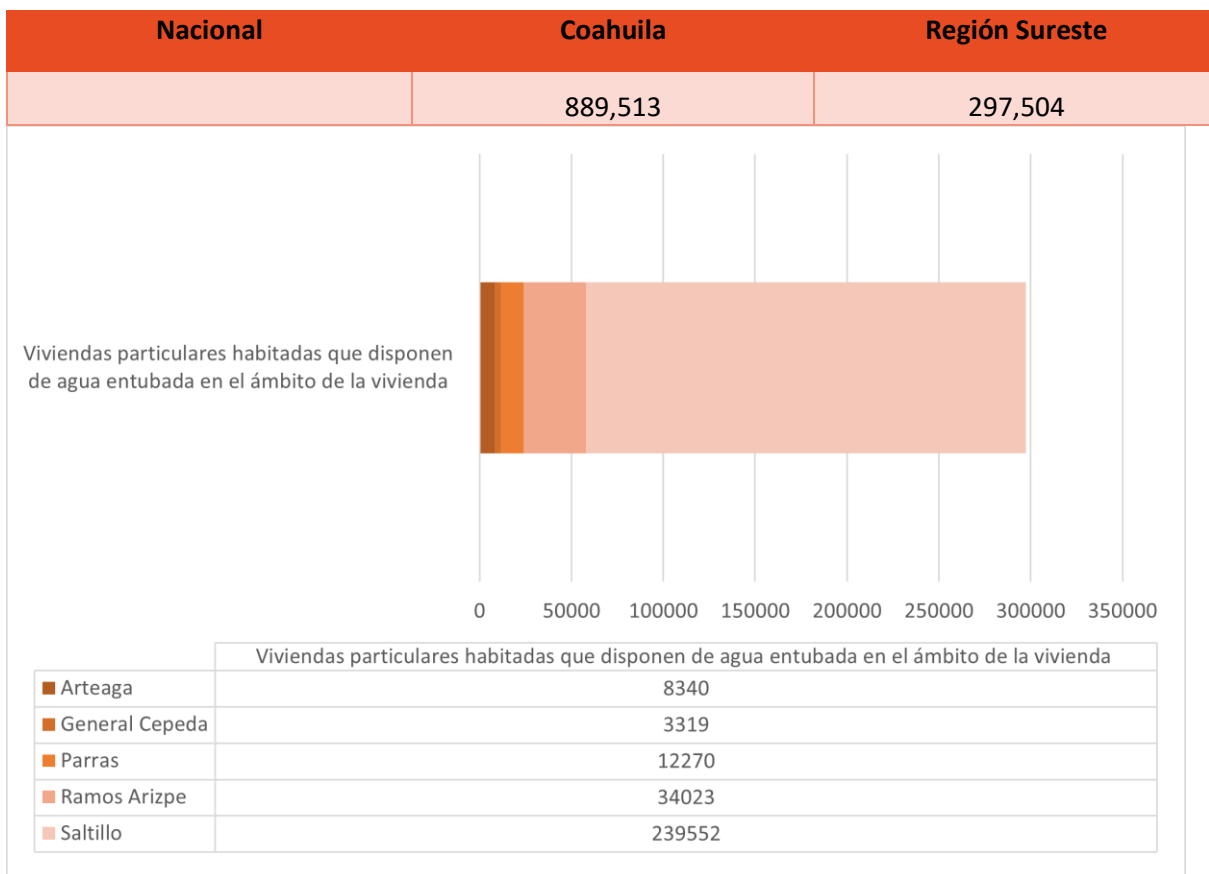 Nacional Coahuila Región Sureste
889,513 297,504
Viviendas particulares habitadas que disponen
de agua entubada en el ámbito de la vivienda
0 50000 100000 150000 200000 250000 300000 350000
Viviendas particulares habitadas que disponen de agua entubada en el ámbito de la vivienda
Arteaga 8340
General Cepeda 3319
Parras 12270
Ramos Arizpe 34023
Saltillo 239552